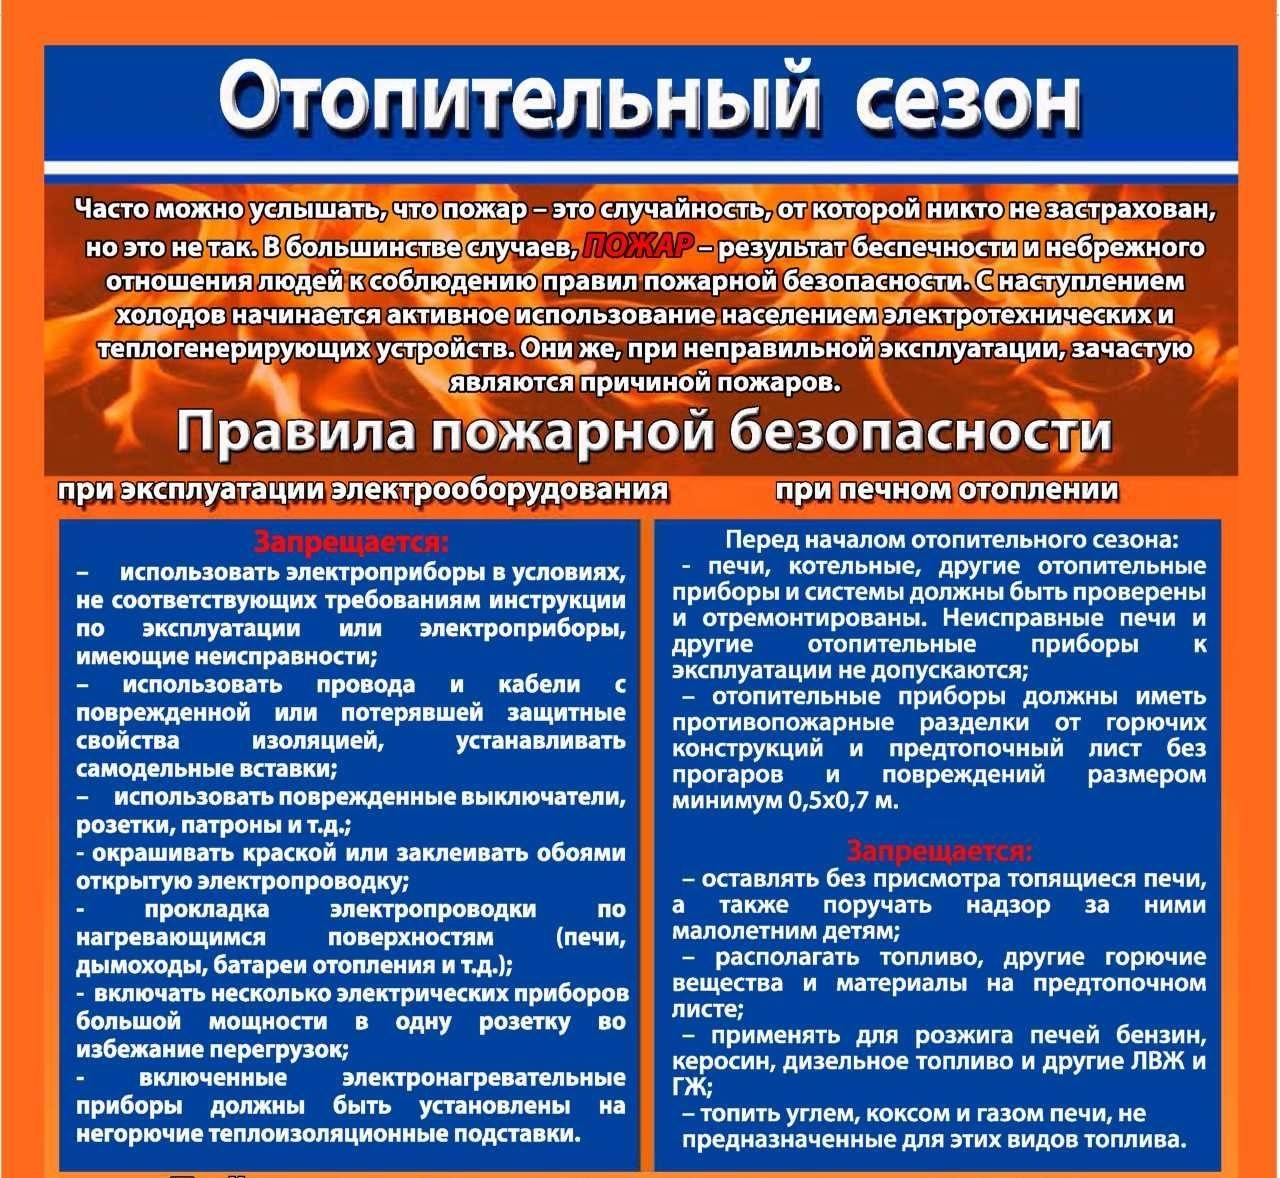 Отопительный сезон
Часто можно услышать, что пожар – это случайность, от которой никто не застрахован,
но это не так. В большинстве случаев, ПОЖАР – результат беспечности и небрежного
отношения людей к соблюдению правил пожарной безопасности. С наступлением
холодов начинается активное использование населением электротехнических и
теплогенерирующих устройств. Они же, при неправильной эксплуатации, зачастую
являются причиной пожаров.
Правила пожарной безопасности
при эксплуатации электрооборудования
Запрещается:
– использовать электроприборы в условиях,
не соответствующих требованиям инструкции
по эксплуатации или электроприборы,
имеющие неисправности;
– использовать провода и кабели с
поврежденной или потерявшей защитные
свойства изоляцией, устанавливать
самодельные вставки;
– использовать поврежденные выключатели,
розетки, патроны и т.д.;
- окрашивать краской или заклеивать обоями
открытую электропроводку;
- прокладка электропроводки по
нагревающимся поверхностям (печи,
дымоходы, батареи отопления и т.д.);
- включать несколько электрических приборов
большой мощности в одну розетку во
избежание перегрузок;
- включенные электронагревательные
приборы должны быть установлены на
негорючие теплоизоляционные подставки.
при печном отоплении
Перед началом отопительного сезона:
- печи, котельные, другие отопительные
приборы и системы должны быть проверены
и отремонтированы. Неисправные печи и
другие отопительные приборы к
эксплуатации не допускаются;
– отопительные приборы должны иметь
противопожарные разделки от горючих
конструкций и предтопочный лист без
прогаров и повреждений размером
минимум 0,5х0,7 м.
Запрещается:
– оставлять без присмотра топящиеся печи,
а также поручать надзор за ними
малолетним детям;
– располагать топливо, другие горючие
вещества и материалы на предтопочном
листе;
– применять для розжига печей бензин,
керосин, дизельное топливо и другие ЛВЖ и
ГЖ;
– топить углем, коксом и газом печи, не
предназначенные для этих видов топлива.